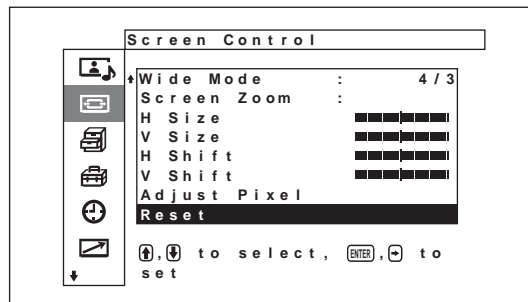 Screen Control
Wide Mode : 4/3
Screen Zoom :
H Size
V Size
H Shift
V Shift
Adjust Pixel
Reset
↑,↓ to select, ENTER,→ to
set